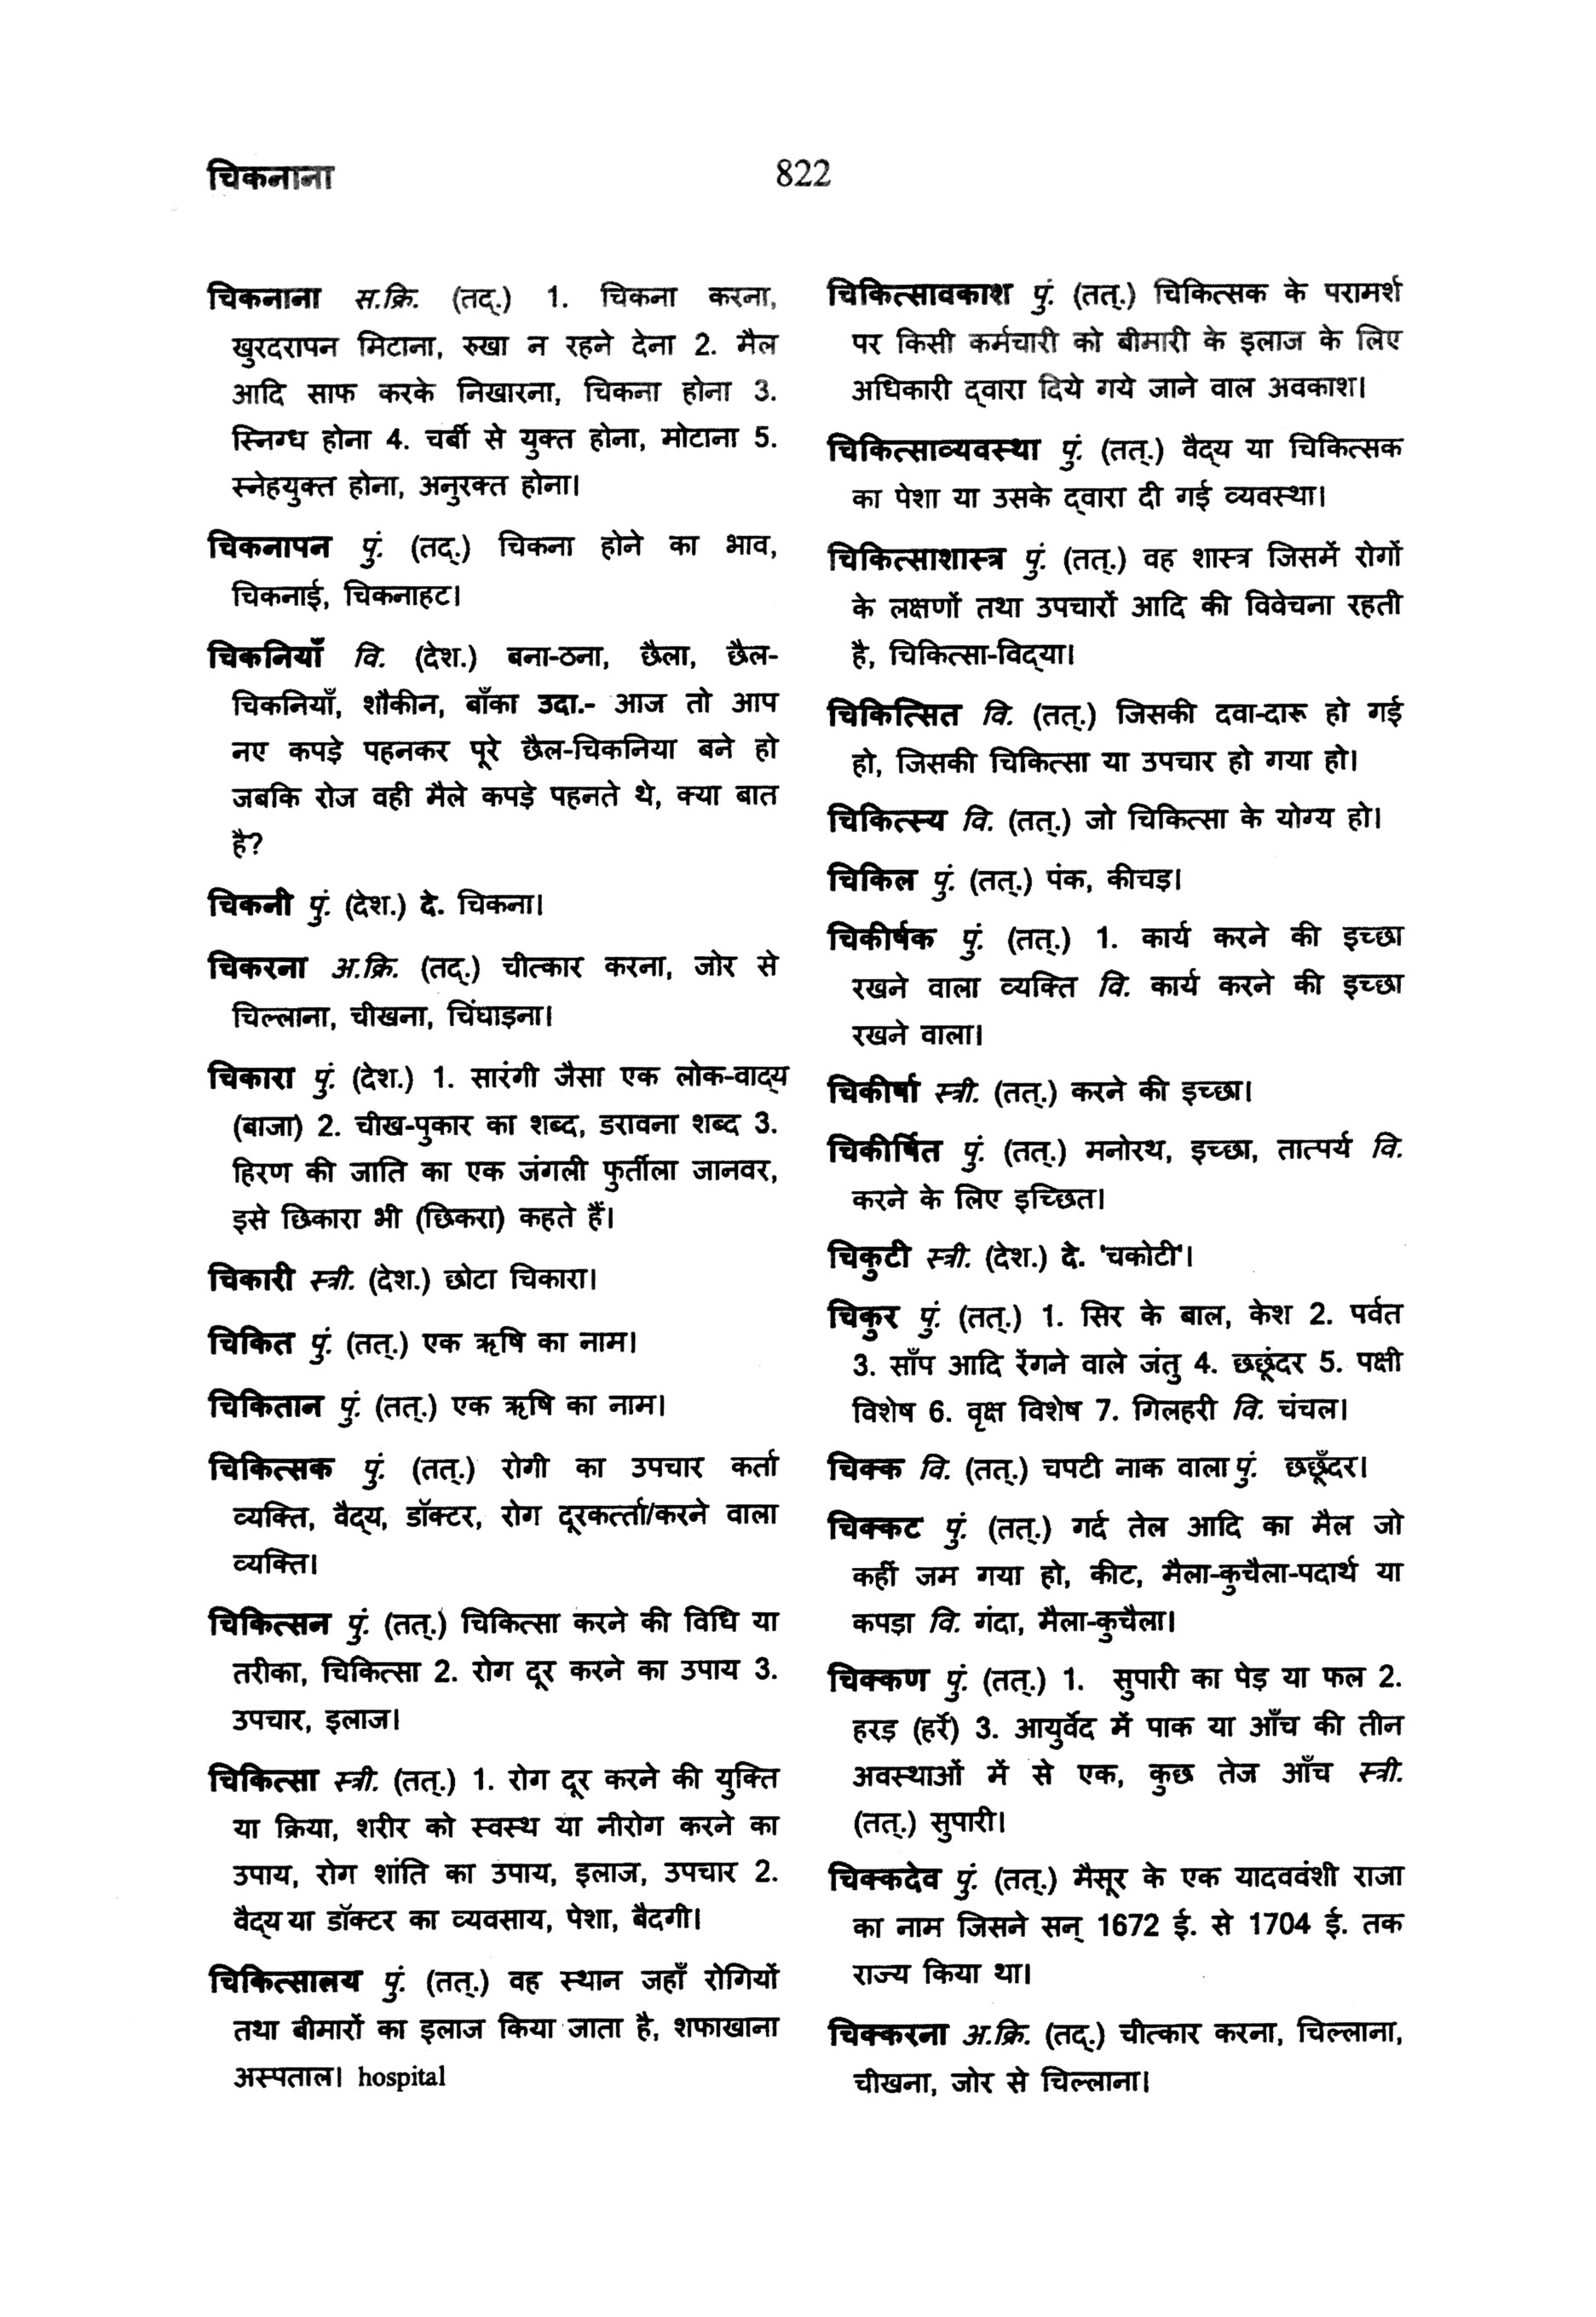 चिकनाना
822
चिकनाना स.क्रि. (तद्.) 1. चिकना करना,
खुरदरापन मिटाना, रुखा न रहने देना 2. मैल
आदि साफ करके निखारना, चिकना होना 3.
स्निग्ध होना 4. चर्बी से युक्त होना, मोटाना 5.
स्नेहयुक्त होना, अनुरक्त होना।
चिकनापन पुं. (तद्.) चिकना होने का भाव,
चिकनाई, चिकनाहट।
चिकनियाँ वि. (देश.) बना-ठना, छैला, छैल-
चिकनियाँ, शौकीन, बाँका उदा.- आज तो आप
नए कपड़े पहनकर पूरे छैल-चिकनिया बने हो
जबकि रोज वही मैले कपड़े पहनते थे, क्या बात
है?
चिकनी पुं. (देश.) दे. चिकना।
चिकरना अ.क्रि. (तद्.) चीत्कार करना, जोर से
चिल्लाना, चीखना, चिंघाड़ना।
चिकारा पुं. (देश.) 1. सारंगी जैसा एक लोक-वाद्य
(बाजा) 2. चीख-पुकार का शब्द, डरावना शब्द 3.
हिरण की जाति का एक जंगली फुर्तीला जानवर,
इसे छिकारा भी (छिकरा) कहते हैं।
चिकारी स्त्री. (देश.) छोटा चिकारा।
चिकित पुं. (तत्.) एक ऋषि का नाम।
चिकितान पुं. (तत्.) एक ऋषि का नाम।
चिकित्सक पुं. (तत्.) रोगी का उपचार कर्ता
व्यक्ति, वैद्य, डॉक्टर, रोग दूरकर्त्ता/करने वाला
व्यक्ति।
चिकित्सन पुं. (तत्.) चिकित्सा करने की विधि या
तरीका, चिकित्सा 2. रोग दूर करने का उपाय 3.
उपचार, इलाज।
चिकित्सा स्त्री. (तत्.) 1. रोग दूर करने की युक्ति
या क्रिया, शरीर को स्वस्थ या नीरोग करने का
उपाय, रोग शांति का उपाय, इलाज, उपचार 2.
वैद्य या डॉक्टर का व्यवसाय, पेशा, बैदगी।
चिकित्सालय पुं. (तत्.) वह स्थान जहाँ रोगियों
तथा बीमारों का इलाज किया जाता है, शफाखाना
अस्पताल। hospital
चिकित्सावकाश पुं. (तत्.) चिकित्सक के परामर्श
पर किसी कर्मचारी को बीमारी के इलाज के लिए
अधिकारी द्वारा दिये गये जाने वाल अवकाश।
चिकित्साव्यवस्था पुं. (तत्.) वैद्य या चिकित्सक
का पेशा या उसके द्वारा दी गई व्यवस्था।
चिकित्साशास्त्र पुं. (तत्.) वह शास्त्र जिसमें रोगों
के लक्षणों तथा उपचारों आदि की विवेचना रहती
है, चिकित्सा-विद्या।
चिकित्सित वि. (तत्.) जिसकी दवा-दारू हो गई
हो, जिसकी चिकित्सा या उपचार हो गया हो।
चिकित्स्य वि. (तत्.) जो चिकित्सा के योग्य हो।
चिकिल पुं. (तत्.) पंक, कीचड़।
चिकीर्षक पुं. (तत्.) 1. कार्य करने की इच्छा
रखने वाला व्यक्ति वि. कार्य करने की इच्छा
रखने वाला।
चिकीर्षा स्त्री. (तत्.) करने की इच्छा।
चिकीर्षित पुं. (तत्.) मनोरथ, इच्छा, तात्पर्य वि.
करने के लिए इच्छित।
चिकुटी स्त्री. (देश.) दे. 'चकोटी'।
चिकुर पुं. (तत्.) 1. सिर के बाल, केश 2. पर्वत
3. साँप आदि रेंगने वाले जंतु 4. छछूंदर 5. पक्षी
विशेष 6. वृक्ष विशेष 7. गिलहरी वि. चंचल।
चिक्क वि. (तत्.) चपटी नाक वाला पुं. छछूँदर।
चिक्कट पुं. (तत्.) गर्द तेल आदि का मैल जो
कहीं जम गया हो, कीट, मैला-कुचैला-पदार्थ या
कपड़ा वि. गंदा, मैला-कुचैला।
चिक्कण पुं. (तत्.) 1. सुपारी का पेड़ या फल 2.
हरड़ (हर्रे) 3. आयुर्वेद में पाक या आँच की तीन
अवस्थाओं में से एक, कुछ तेज आँच स्त्री.
(तत्.) सुपारी।
चिक्कदेव पुं. (तत्.) मैसूर के एक यादववंशी राजा
का नाम जिसने सन् 1672 ई. से 1704 ई. तक
राज्य किया था।
चिक्करना अ.क्रि. (तद्.) चीत्कार करना, चिल्लाना,
चीखना, जोर से चिल्लाना।